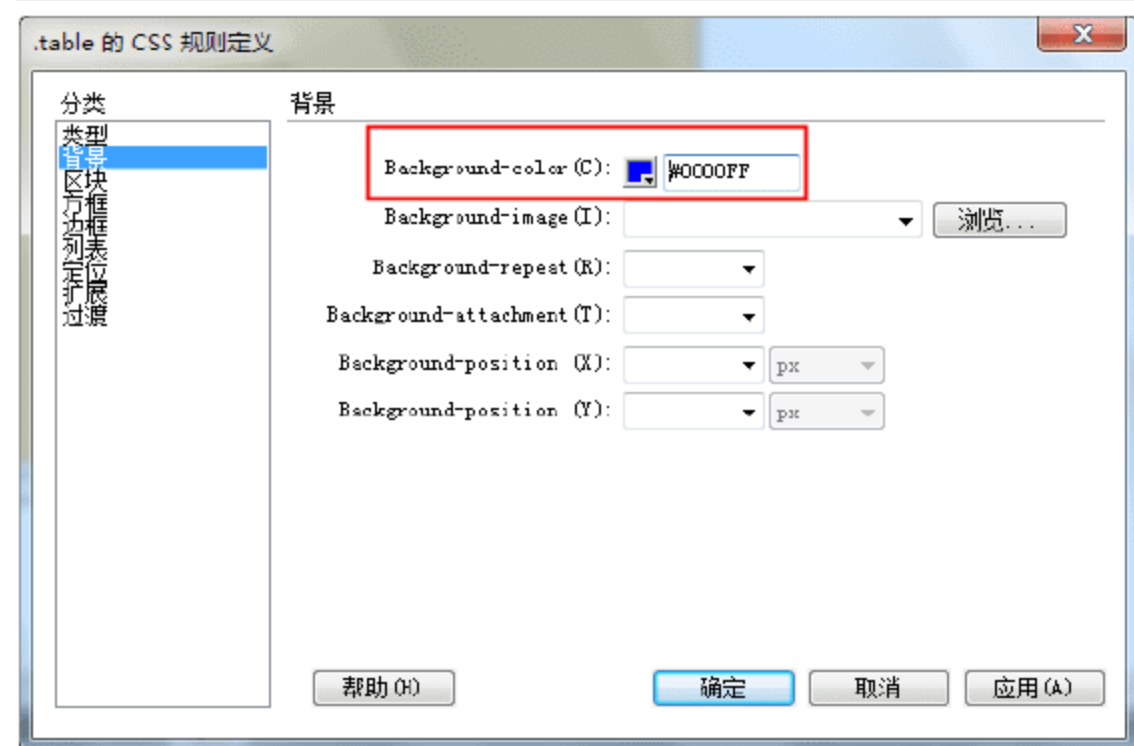 .table 的 CSS 规则定义
分类
类型
背景
区块
方框
边框
列表
定位
扩展
过渡
背景
Background-color(C): #0000FF
Background-image(I): 浏览...
Background-repeat(R):
Background-attachment(T):
Background-position (X): px
Background-position (Y): px
帮助(H) 确定 取消 应用(A)